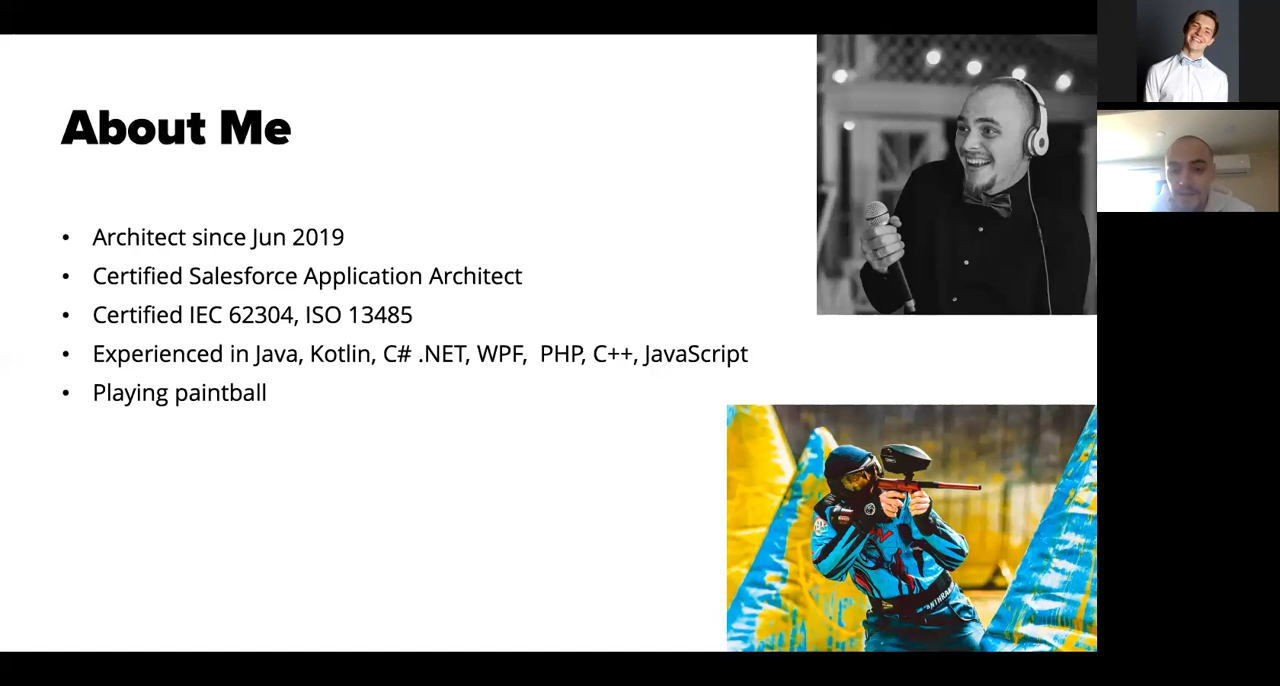 About Me
• Architect since Jun 2019
• Certified Salesforce Application Architect
• Certified IEC 62304, ISO 13485
• Experienced in Java, Kotlin, C# .NET, WPF,  PHP, C++, JavaScript
• Playing paintball